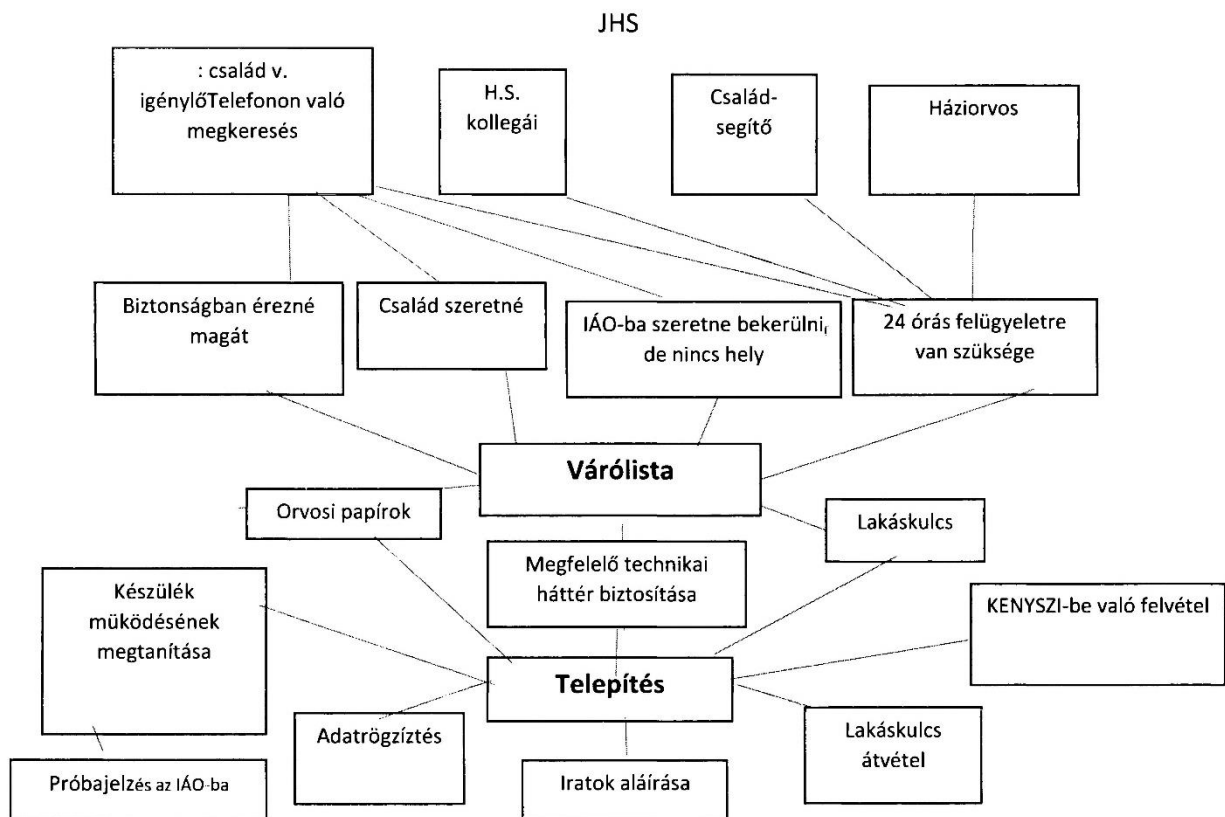 JHS
: család v.
igénylőTelefonon való
megkeresés
H.S.
kollegái
Család-
segítő
Háziorvos
Biztonságban érezné
magát
Család szeretné
IÁO-ba szeretne bekerülni,
de nincs hely
24 órás felügyeletre
van szüksége
Várólista
Orvosi papírok
Lakáskulcs
Megfelelő technikai
háttér biztosítása
Készülék
müködésének
megtanítása
KENYSZI-be való felvétel
Telepítés
Adatrögzíztés
Lakáskulcs
átvétel
Iratok aláírása
Próbajelzés az IÁO-ba